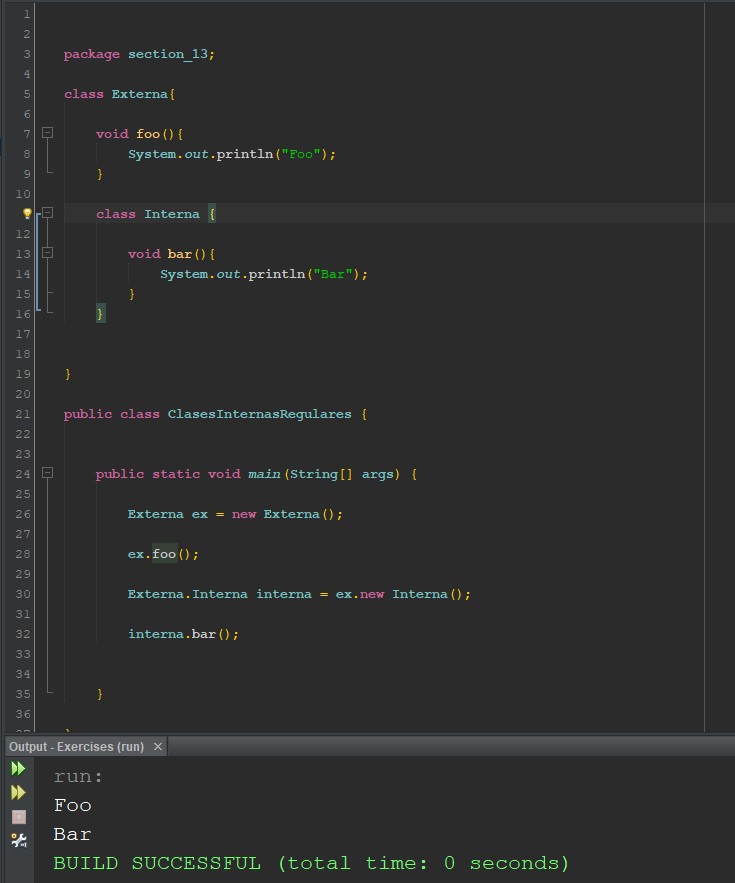 1
2
3 package section_13;
4
5 class Externa{
6
7 void foo(){
8 System.out.println("Foo");
9 }
10
class Interna {
12
13 void bar(){
14 System.out.println("Bar");
15 }
16 }
17
18
19 }
20
21 public class ClasesInternasRegulares {
22
23
24 public static void main(String[] args) {
25
26 Externa ex = new Externa();
27
28 ex.foo();
29
30 Externa.Interna interna = ex.new Interna();
31
32 interna.bar();
33
34
35 }
36
Output - Exercises (run) ×
run:
Foo
Bar
BUILD SUCCESSFUL (total time: 0 seconds)